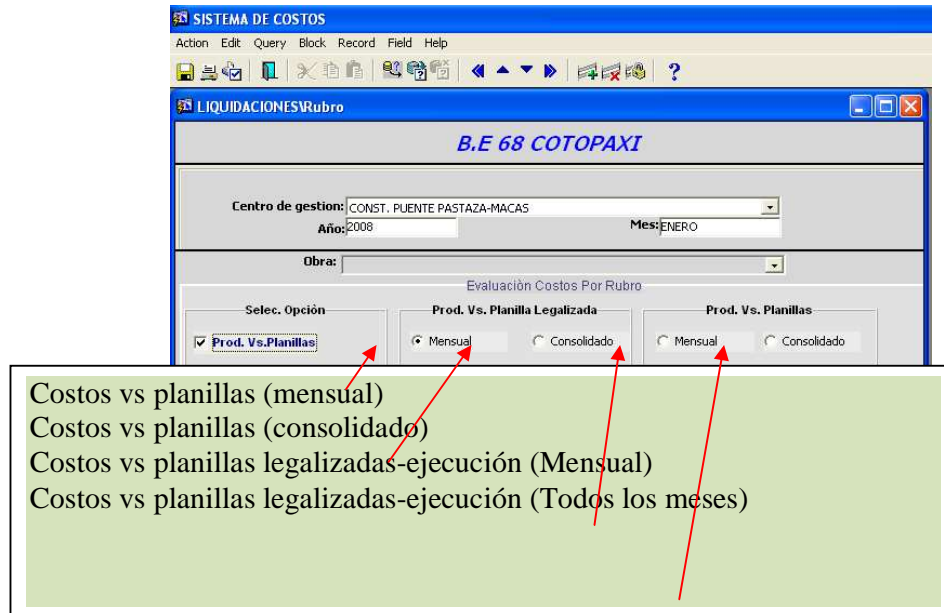 SISTEMA DE COSTOS
Action Edit Query Block Record Field Help
LIQUIDACIONES\Rubro
B.E 68 COTOPAXI
Centro de gestion: CONST. PUENTE PASTAZA-MACAS
Año: 2008 Mes: ENERO
Obra:
Evaluaciòn Costos Por Rubro
Selec. Opciòn Prod. Vs. Planilla Legalizada Prod. Vs. Planillas
Prod. Vs.Planillas Mensual Consolidado Mensual Consolidado
Costos vs planillas (mensual)
Costos vs planillas (consolidado)
Costos vs planillas legalizadas-ejecución (Mensual)
Costos vs planillas legalizadas-ejecución (Todos los meses)